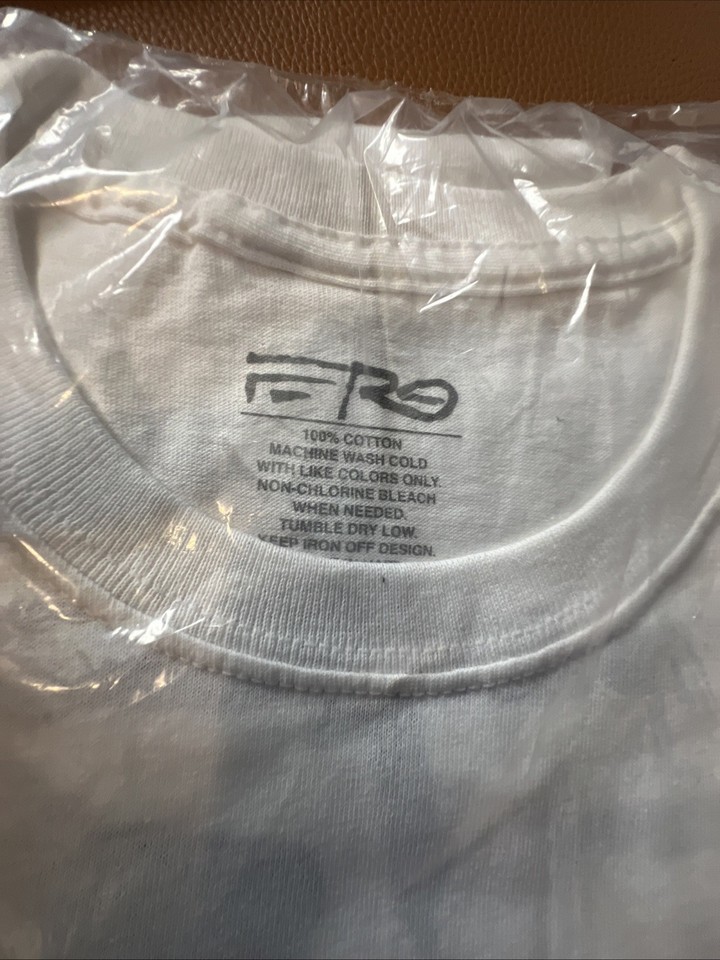 100% COTTON
MACHINE WASH COLD
WITH LIKE COLORS ONLY.
NON-CHLORINE BLEACH
WHEN NEEDED.
TUMBLE DRY LOW.
KEEP IRON OFF DESIGN.